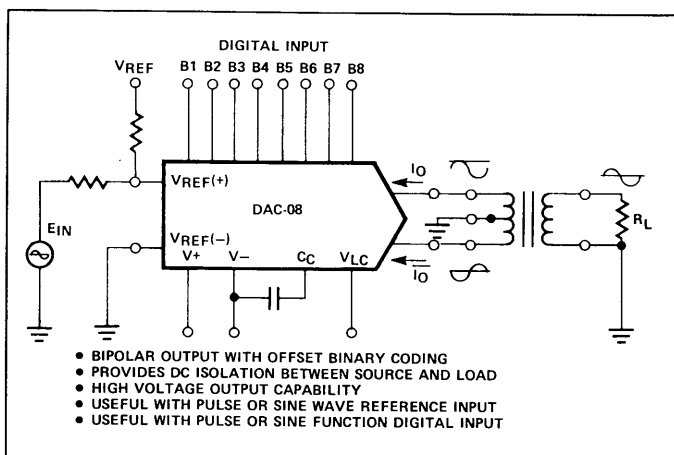 DIGITAL INPUT
VREF B1 B2 B3 B4 B5 B6 B7 B8
IO
VREF(+)
DAC-08
RL
EIN
VREF(−)
V+ V− CC VLC
IO
● BIPOLAR OUTPUT WITH OFFSET BINARY CODING
● PROVIDES DC ISOLATION BETWEEN SOURCE AND LOAD
● HIGH VOLTAGE OUTPUT CAPABILITY
● USEFUL WITH PULSE OR SINE WAVE REFERENCE INPUT
● USEFUL WITH PULSE OR SINE FUNCTION DIGITAL INPUT